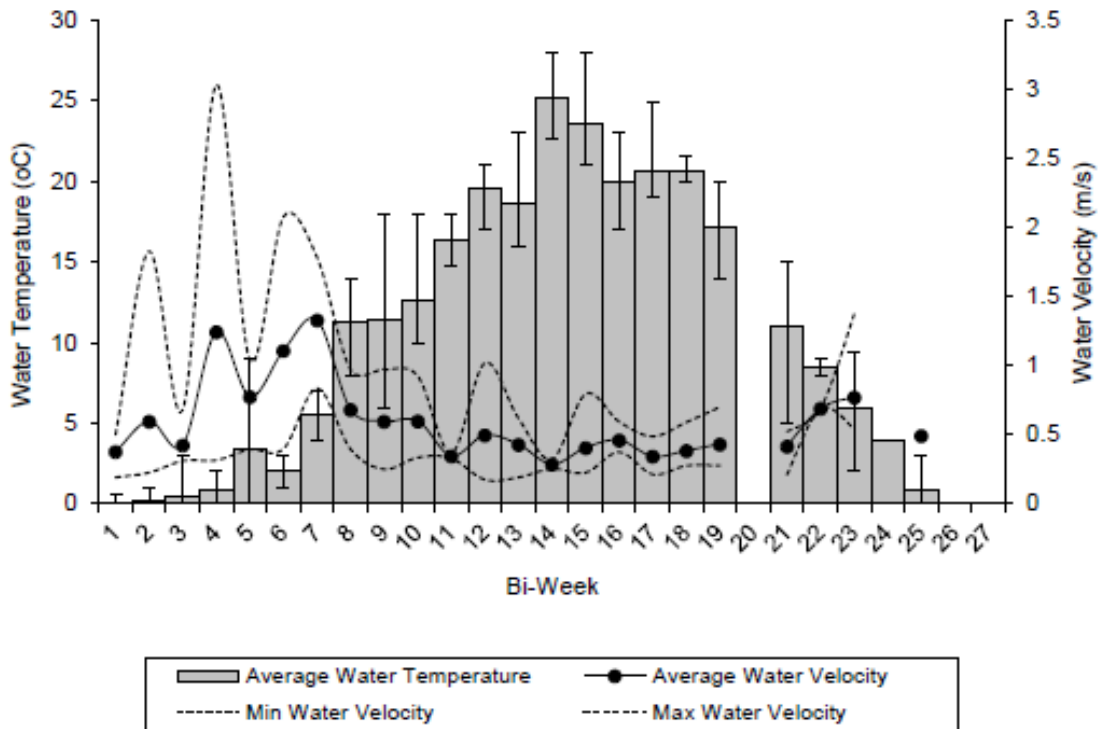 30
25
20
15
10
5
0
Water Temperature (oC)
3.5
3
2.5
2
1.5
1
0.5
0
Water Velocity (m/s)
1 2 3 4 5 6 7 8 9 10 11 12 13 14 15 16 17 18 19 20 21 22 23 24 25 26 27
Bi-Week
Average Water Temperature Average Water Velocity
Min Water Velocity Max Water Velocity